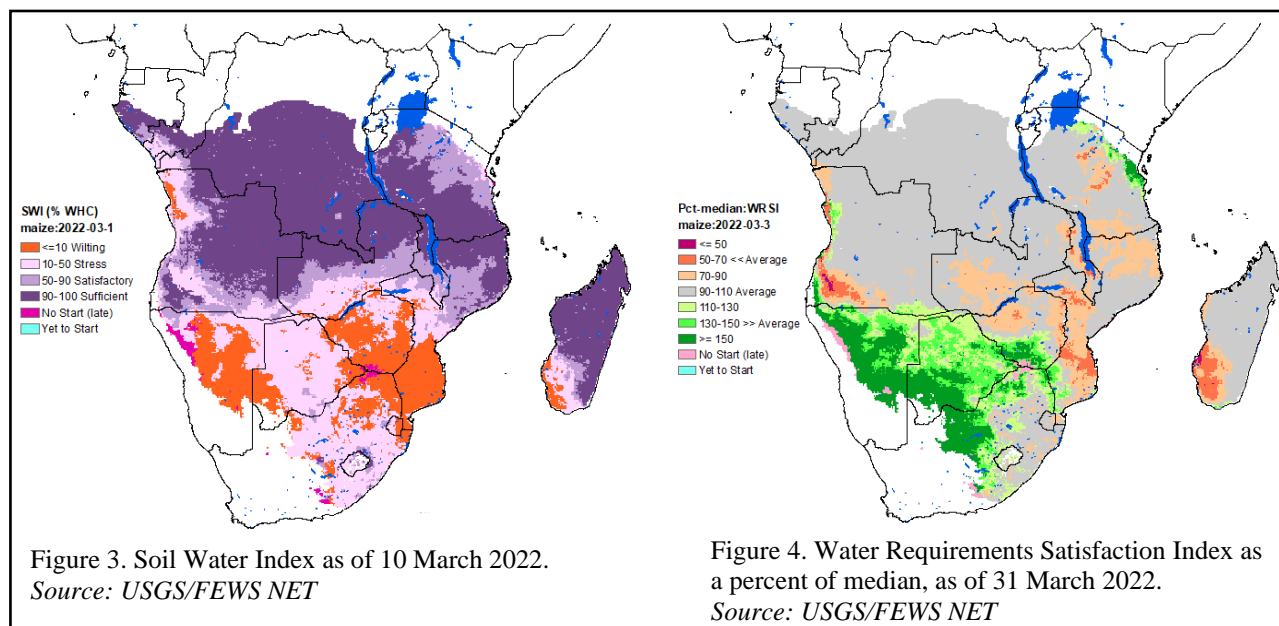 SWI (% WHC)
maize:2022-03-1
<=10 Wilting
10-50 Stress
50-90 Satisfactory
90-100 Sufficient
No Start (late)
Yet to Start
Figure 3. Soil Water Index as of 10 March 2022.
Source: USGS/FEWS NET
Pct-median:WRSI
maize:2022-03-3
<= 50
50-70 << Average
70-90
90-110 Average
110-130
130-150 >> Average
>= 150
No Start (late)
Yet to Start
Figure 4. Water Requirements Satisfaction Index as
a percent of median, as of 31 March 2022.
Source: USGS/FEWS NET